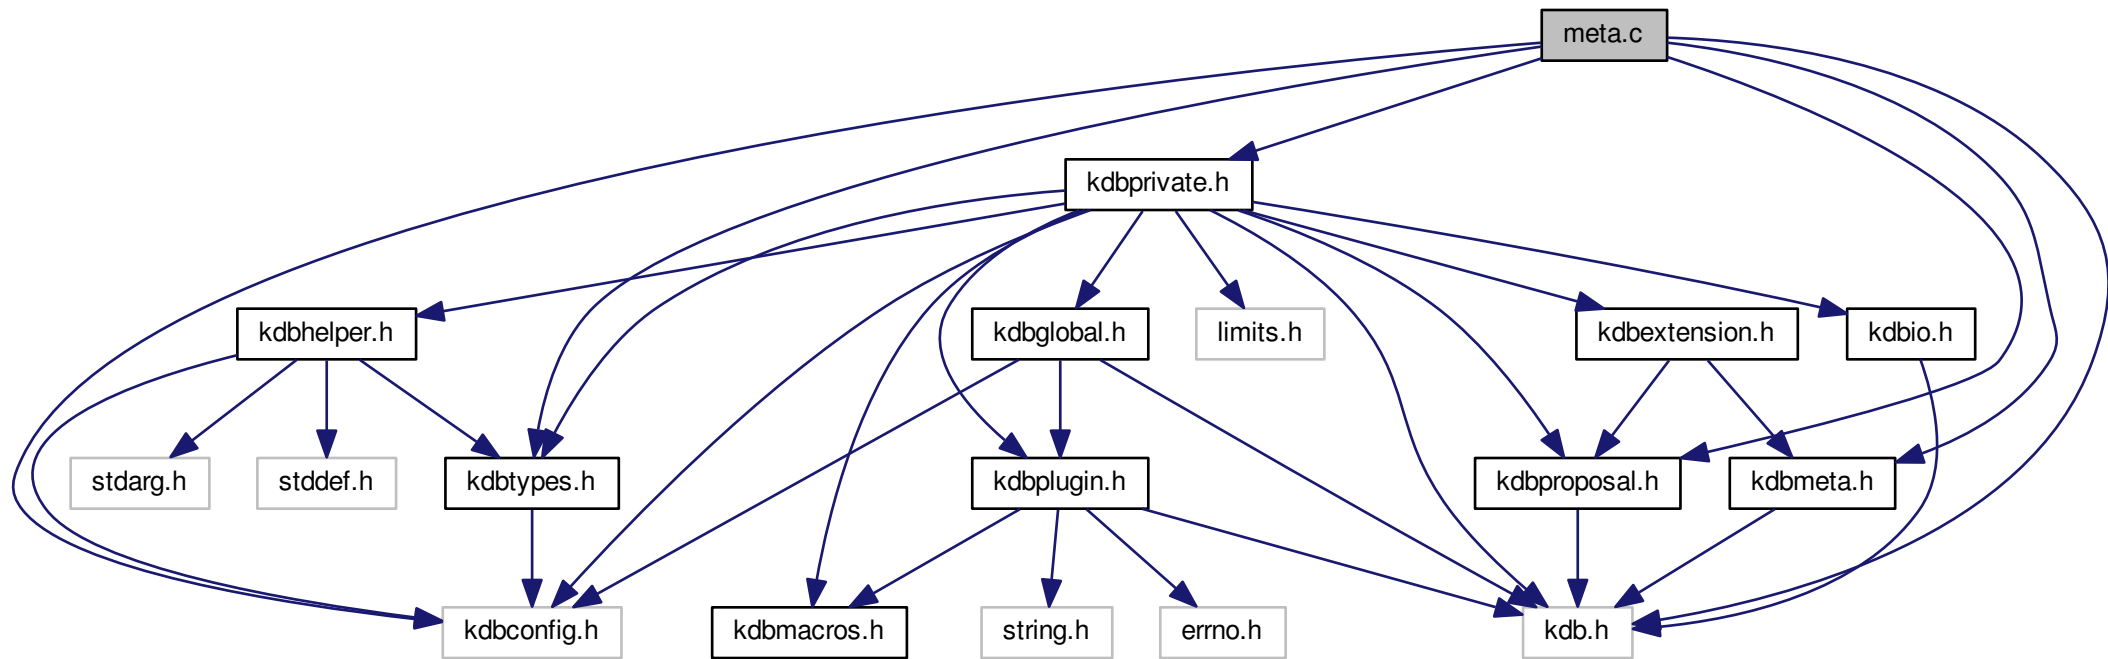 meta.c
kdbprivate.h
kdbhelper.h
kdbglobal.h
limits.h
kdbextension.h
kdbio.h
stdarg.h
stddef.h
kdbtypes.h
kdbplugin.h
kdbproposal.h
kdbmeta.h
kdbconfig.h
kdbmacros.h
string.h
errno.h
kdb.h